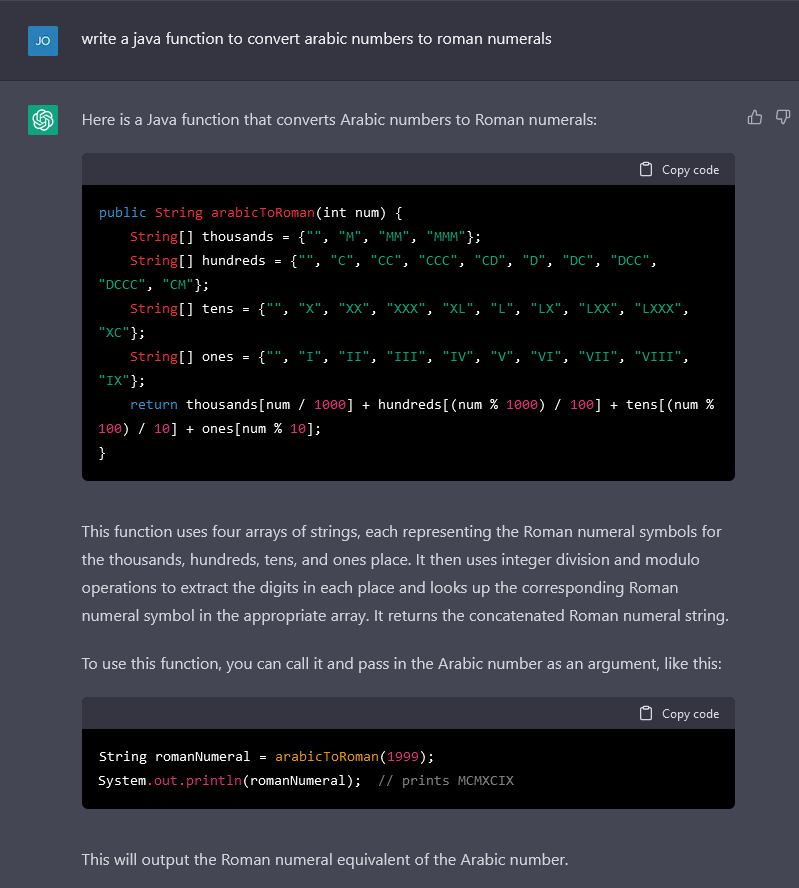 JO
write a java function to convert arabic numbers to roman numerals
Here is a Java function that converts Arabic numbers to Roman numerals:
Copy code
public String arabicToRoman(int num) {
    String[] thousands = {"", "M", "MM", "MMM"};
    String[] hundreds = {"", "C", "CC", "CCC", "CD", "D", "DC", "DCC",
"DCCC", "CM"};
    String[] tens = {"", "X", "XX", "XXX", "XL", "L", "LX", "LXX", "LXXX",
"XC"};
    String[] ones = {"", "I", "II", "III", "IV", "V", "VI", "VII", "VIII",
"IX"};
    return thousands[num / 1000] + hundreds[(num % 1000) / 100] + tens[(num %
100) / 10] + ones[num % 10];
}
This function uses four arrays of strings, each representing the Roman numeral symbols for
the thousands, hundreds, tens, and ones place. It then uses integer division and modulo
operations to extract the digits in each place and looks up the corresponding Roman
numeral symbol in the appropriate array. It returns the concatenated Roman numeral string.
To use this function, you can call it and pass in the Arabic number as an argument, like this:
Copy code
String romanNumeral = arabicToRoman(1999);
System.out.println(romanNumeral);  // prints MCMXCIX
This will output the Roman numeral equivalent of the Arabic number.